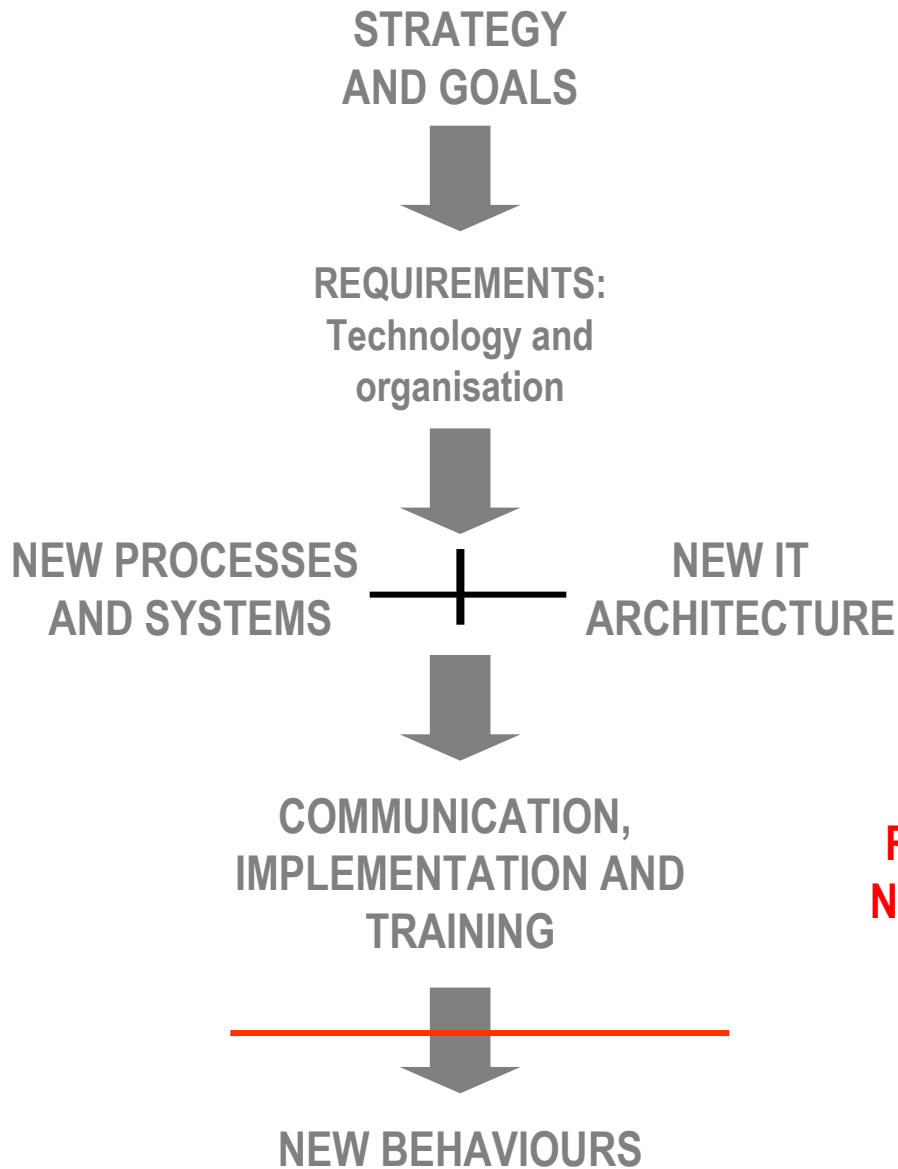 STRATEGY
AND GOALS
REQUIREMENTS:
Technology and
organisation
NEW PROCESSES
AND SYSTEMS
NEW IT
ARCHITECTURE
COMMUNICATION,
IMPLEMENTATION AND
TRAINING
NEW BEHAVIOURS